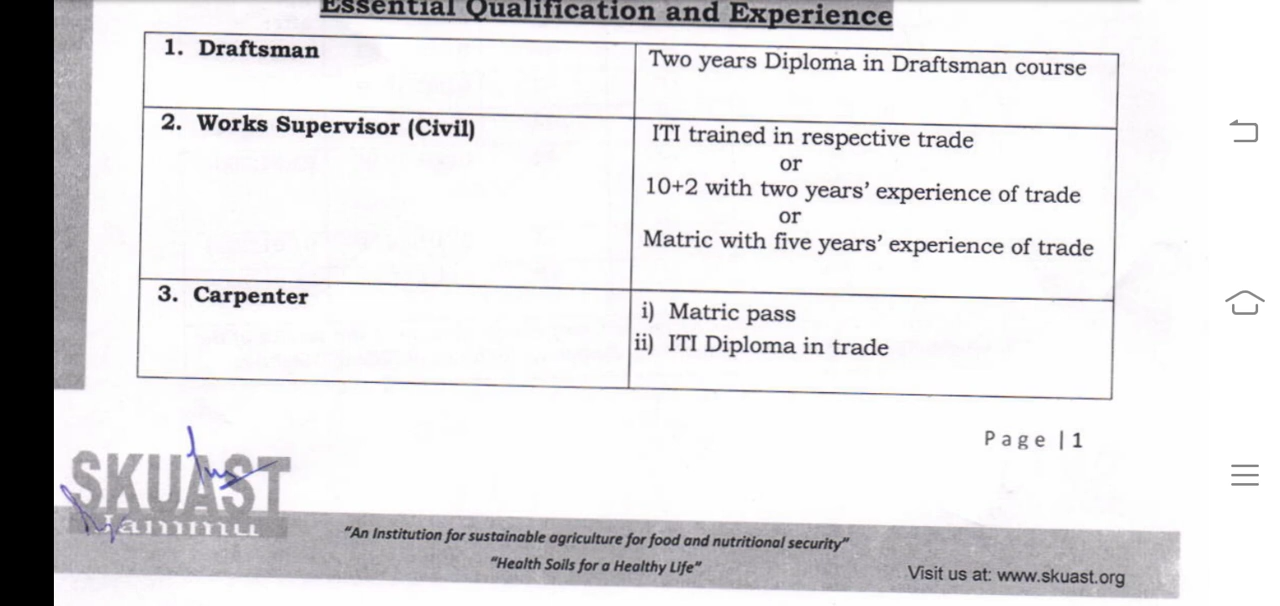 Essential Qualification and Experience
1. Draftsman
Two years Diploma in Draftsman course
2. Works Supervisor (Civil)
ITI trained in respective trade
or
10+2 with two years’ experience of trade
or
Matric with five years’ experience of trade
3. Carpenter
i) Matric pass
ii) ITI Diploma in trade
Page |1
SKUAST
Jammu
“An Institution for sustainable agriculture for food and nutritional security”
“Health Soils for a Healthy Life”
Visit us at: www.skuast.org